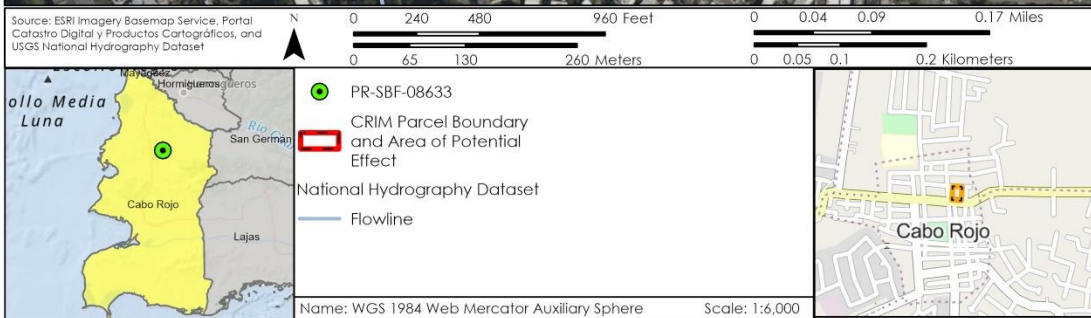 Source: ESRI Imagery Basemap Service, Portal
Catastro Digital y Productos Cartográficos, and
USGS National Hydrography Dataset
N
0 240 480 960 Feet
0 65 130 260 Meters
0 0.04 0.09 0.17 Miles
0 0.05 0.1 0.2 Kilometers
Mayagüez
Hormigueros
ollo Media
Luna
San Germán
Cabo Rojo
Lajas
PR-SBF-08633
CRIM Parcel Boundary
and Area of Potential
Effect
National Hydrography Dataset
Flowline
Name: WGS 1984 Web Mercator Auxiliary Sphere Scale: 1:6,000
Cabo Rojo